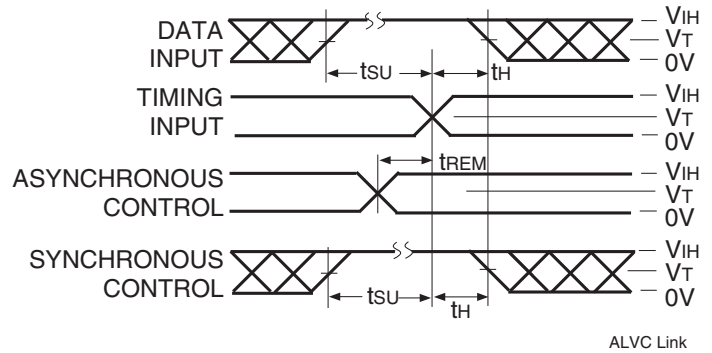 DATA
INPUT
tSU
tH
VIH
VT
0V
TIMING
INPUT
VIH
VT
0V
tREM
ASYNCHRONOUS
CONTROL
VIH
VT
0V
SYNCHRONOUS
CONTROL
tSU
tH
VIH
VT
0V
ALVC Link